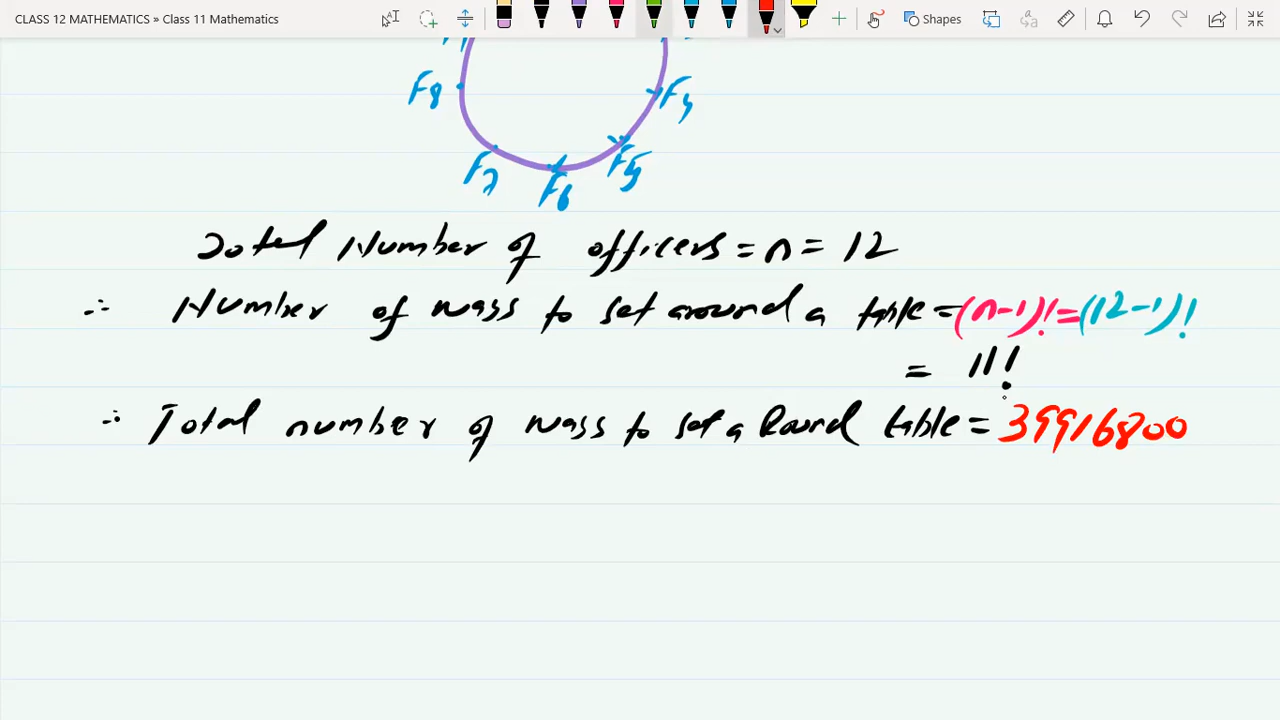 CLASS 12 MATHEMATICS » Class 11 Mathematics
Shapes
F8
F4
F5
F7
F6
Total Number of officers = n = 12
∴ Number of ways to set around a table = (n-1)! = (12-1)!
= 11!
∴ Total number of ways to set a Round table = 39916800